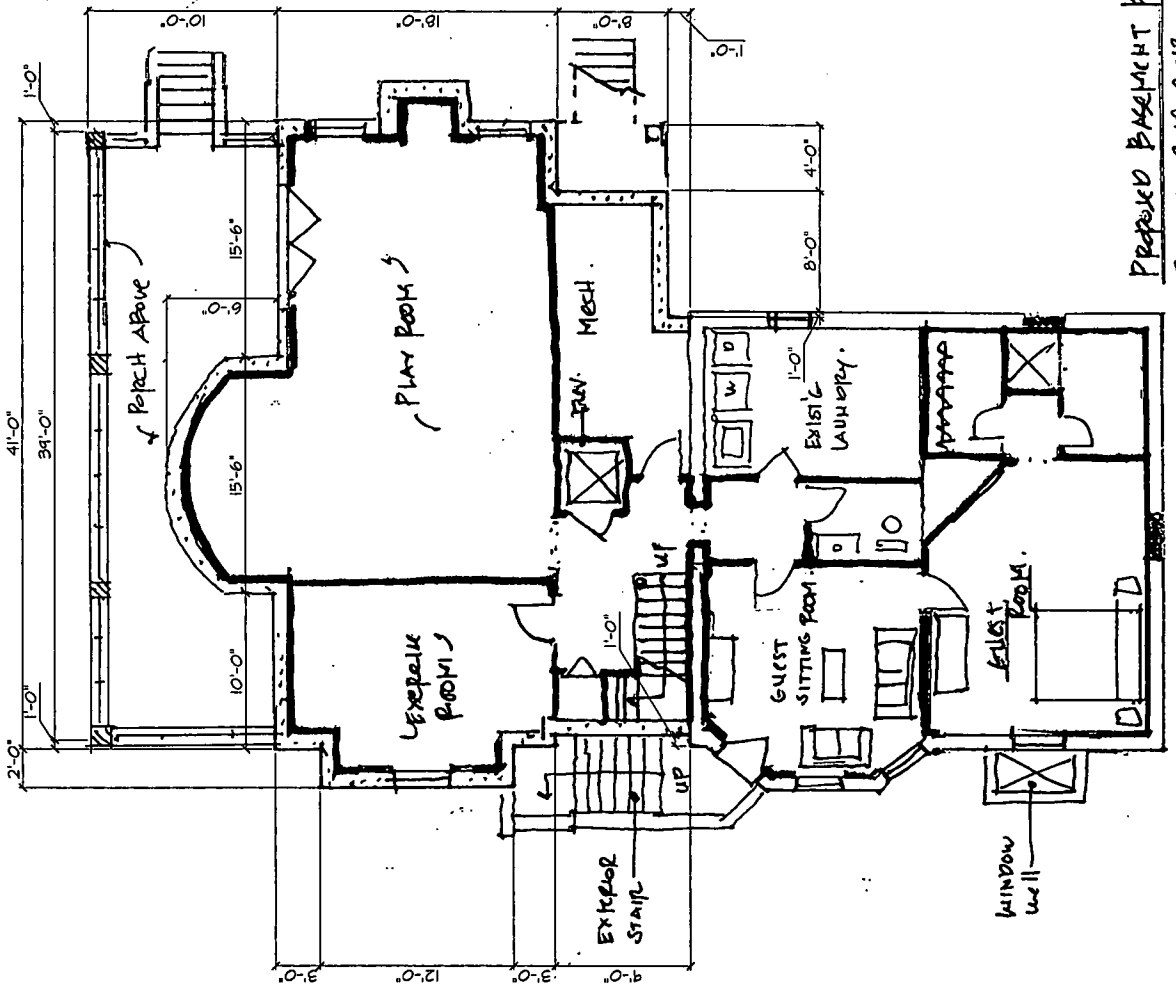 41'-0"
39'-0"
1'-0"
1'-0"
2'-0"
10'-0"
18'-0"
8'-0"
1'-0"
PORCH ABOVE
15'-6"
6'-0"
15'-6"
10'-0"
PLAY ROOM
EXERCISE
ROOM
MECH.
ELEV.
UP
1'-0"
4'-0"
8'-0"
1'-0"
EXIST'G
LAUNDRY.
W
D
GUEST
SITTING ROOM
GUEST
ROOM.
UP
EXTERIOR
STAIR
WINDOW
WELL
3'-0"
12'-0"
3'-0"
9'-0"
PROPOSED BASEMENT